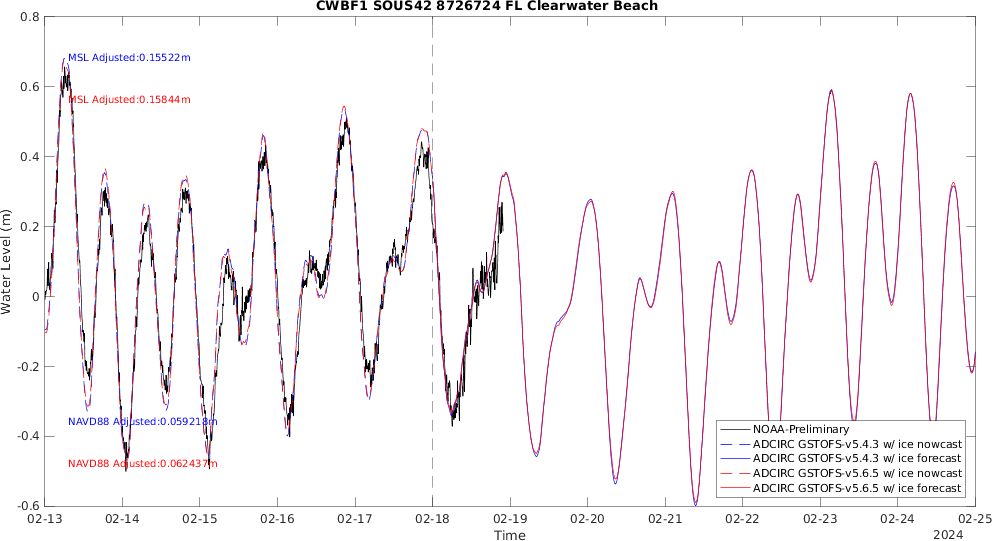 CWBF1 SOUS42 8726724 FL Clearwater Beach
0.8
0.6
0.4
0.2
0
-0.2
-0.4
-0.6
Water Level (m)
MSL Adjusted:0.15522m
MSL Adjusted:0.15844m
NAVD88 Adjusted:0.059218m
NAVD88 Adjusted:0.062437m
NOAA-Preliminary
ADCIRC GSTOFS-v5.4.3 w/ ice nowcast
ADCIRC GSTOFS-v5.4.3 w/ ice forecast
ADCIRC GSTOFS-v5.6.5 w/ ice nowcast
ADCIRC GSTOFS-v5.6.5 w/ ice forecast
02-13 02-14 02-15 02-16 02-17 02-18 02-19 02-20 02-21 02-22 02-23 02-24 02-25
Time
2024